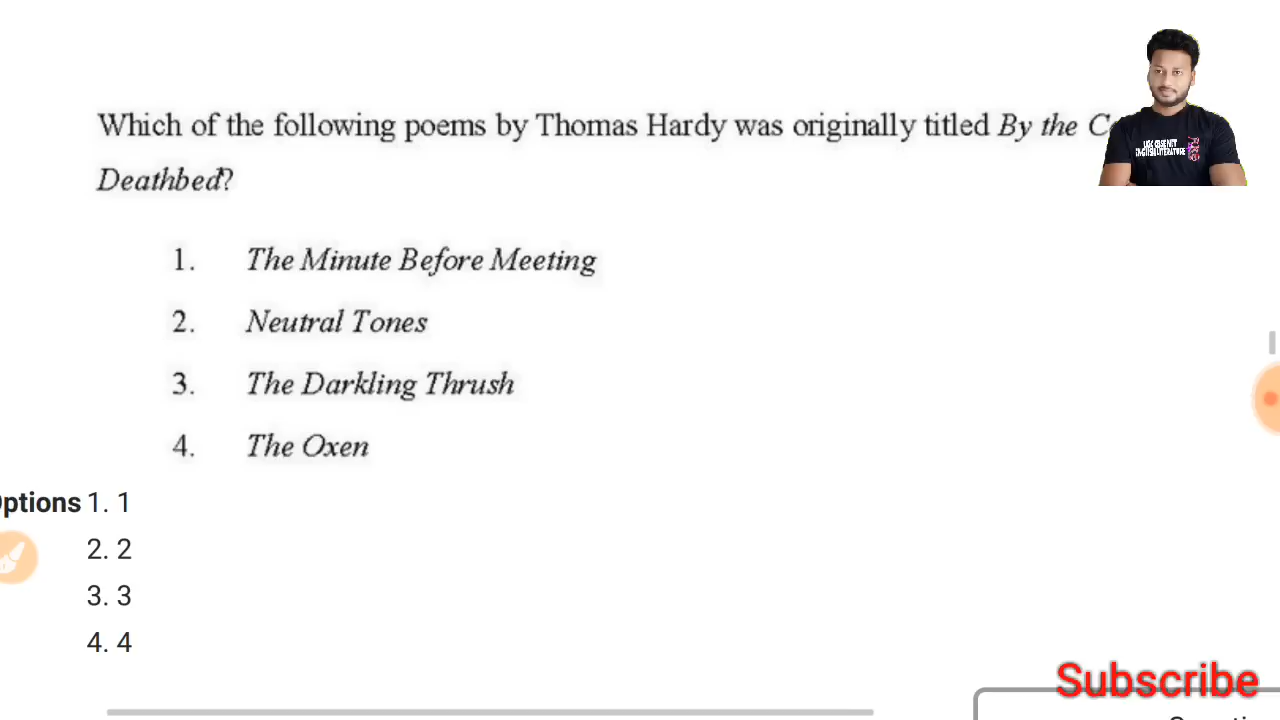 Which of the following poems by Thomas Hardy was originally titled By the
Deathbed?
1. The Minute Before Meeting
2. Neutral Tones
3. The Darkling Thrush
4. The Oxen
Options 1. 1
2. 2
3. 3
4. 4
Subscribe